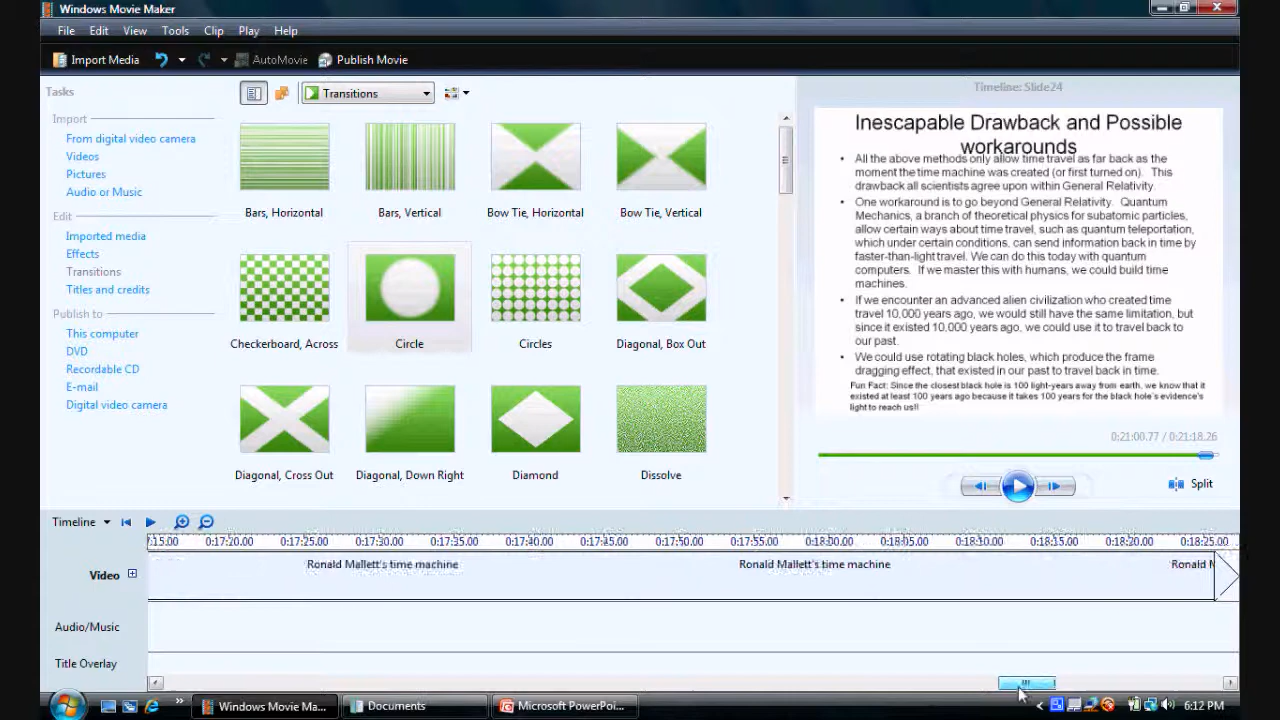 Windows Movie Maker
File Edit View Tools Clip Play Help
Import Media AutoMovie Publish Movie
Tasks
Import
From digital video camera
Videos
Pictures
Audio or Music
Edit
Imported media
Effects
Transitions
Titles and credits
Publish to
This computer
DVD
Recordable CD
E-mail
Digital video camera
Transitions
Bars, Horizontal
Bars, Vertical
Bow Tie, Horizontal
Bow Tie, Vertical
Checkerboard, Across
Circle
Circles
Diagonal, Box Out
Diagonal, Cross Out
Diagonal, Down Right
Diamond
Dissolve
Timeline: Slide24
Inescapable Drawback and Possible
workarounds
• All the above methods only allow time travel as far back as the
moment the time machine was created (or first turned on). This
drawback all scientists agree upon within General Relativity.
• One workaround is to go beyond General Relativity. Quantum
Mechanics, a branch of theoretical physics for subatomic particles,
allow certain ways about time travel, such as quantum teleportation,
which under certain conditions, can send information back in time by
faster-than-light travel. We can do this today with quantum
computers. If we master this with humans, we could build time
machines.
• If we encounter an advanced alien civilization who created time
travel 10,000 years ago, we would still have the same limitation, but
since it existed 10,000 years ago, we could use it to travel back to
our past.
• We could use rotating black holes, which produce the frame
dragging effect, that existed in our past to travel back in time.
Fun Fact: Since the closest black hole is 100 light-years away from earth, we know that it
existed at least 100 years ago because it takes 100 years for the black hole's evidence's
light to reach us!!
0:21:00.77 / 0:21:18.26
Split
Timeline
7:15.00 0:17:20.00 0:17:25.00 0:17:30.00 0:17:35.00 0:17:40.00 0:17:45.00 0:17:50.00 0:17:55.00 0:18:00.00 0:18:05.00 0:18:10.00 0:18:15.00 0:18:20.00 0:18:25.00
Video
Ronald Mallett's time machine
Ronald Mallett's time machine
Ronald M
Audio/Music
Title Overlay
Windows Movie Ma...
Documents
Microsoft PowerPoi...
6:12 PM